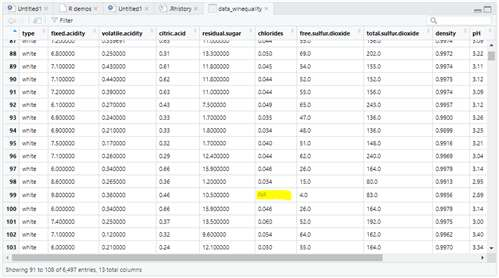 Untitled1* × R demos × Untitled1* × .Rhistory × data_winequality ×
Filter
type fixed.acidity volatile.acidity citric.acid residual.sugar chlorides free.sulfur.dioxide total.sulfur.dioxide density pH
88 white 6.800000 0.250000 0.31 13.300000 0.050 69.0 202.0 0.9972 3.22
89 white 7.100000 0.430000 0.61 11.800000 0.045 54.0 155.0 0.9974 3.11
90 white 7.100000 0.440000 0.62 11.800000 0.044 52.0 152.0 0.9975 3.12
91 white 7.200000 0.390000 0.63 11.000000 0.044 55.0 156.0 0.9974 3.09
92 white 6.100000 0.270000 0.43 7.500000 0.049 65.0 243.0 0.9957 3.12
93 white 6.900000 0.240000 0.33 1.700000 0.035 47.0 136.0 0.9900 3.26
94 white 6.900000 0.210000 0.33 1.800000 0.034 48.0 136.0 0.9899 3.25
95 white 7.500000 0.170000 0.32 1.700000 0.040 51.0 148.0 0.9916 3.21
96 white 7.100000 0.260000 0.29 12.400000 0.044 62.0 240.0 0.9969 3.04
97 white 6.000000 0.340000 0.66 15.900000 0.046 26.0 164.0 0.9979 3.14
98 white 8.600000 0.265000 0.36 1.200000 0.034 15.0 80.0 0.9913 2.95
99 white 9.800000 0.360000 0.46 10.500000 NA 4.0 83.0 0.9956 2.89
100 white 6.000000 0.340000 0.66 15.900000 0.046 26.0 164.0 0.9979 3.14
101 white 7.400000 0.250000 0.37 13.500000 0.060 52.0 192.0 0.9975 3.00
102 white 7.100000 0.120000 0.32 9.600000 0.054 64.0 162.0 0.9962 3.40
103 white 6.000000 0.210000 0.24 12.100000 0.050 55.0 164.0 0.9970 3.34
Showing 91 to 108 of 6,497 entries, 13 total columns